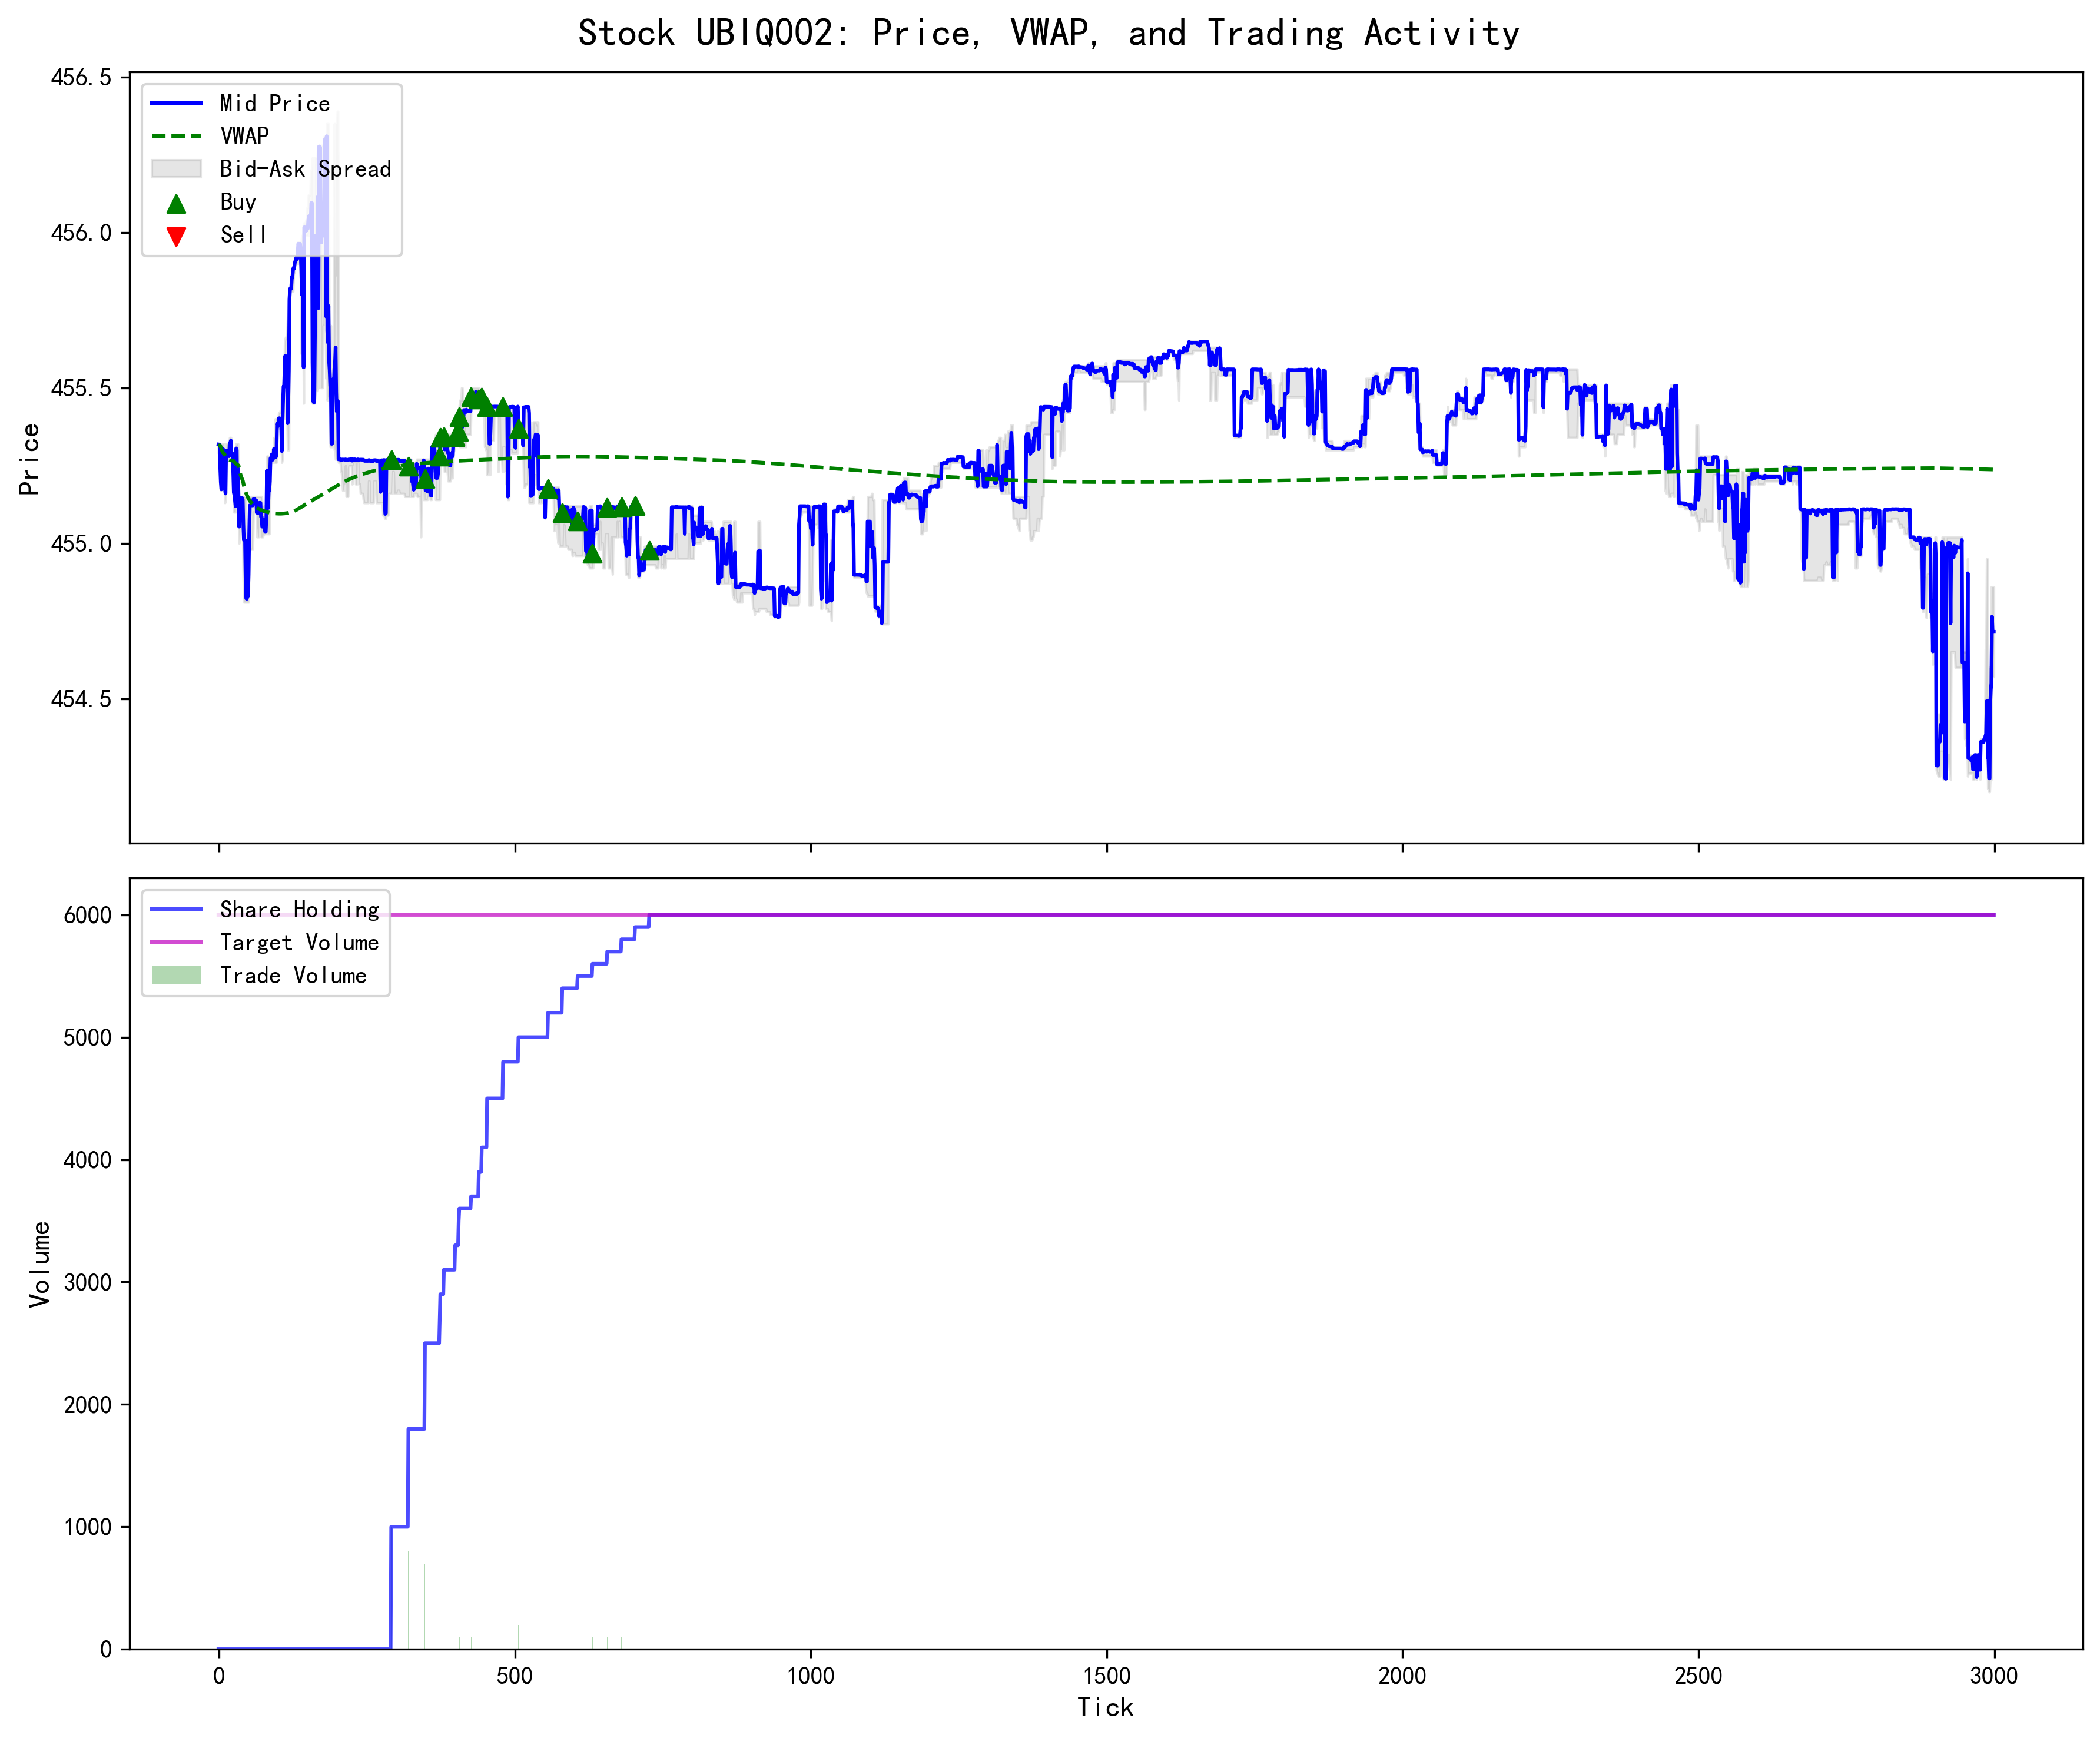 Stock UBIQ002: Price, VWAP, and Trading Activity
Price
456.5
456.0
455.5
455.0
454.5
Mid Price
VWAP
Bid-Ask Spread
Buy
Sell
Volume
6000
5000
4000
3000
2000
1000
0
Share Holding
Target Volume
Trade Volume
0
500
1000
1500
2000
2500
3000
Tick